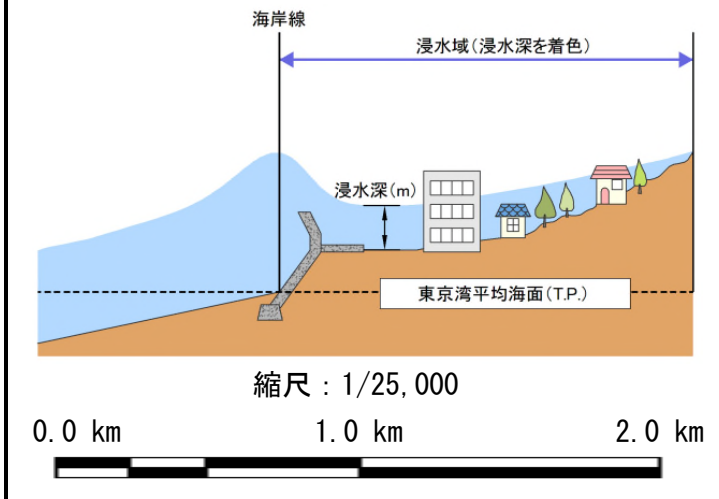 海岸線
浸水域(浸水深を着色)
浸水深(m)
東京湾平均海面(T.P.)
縮尺：1/25,000
0.0 km 1.0 km 2.0 km